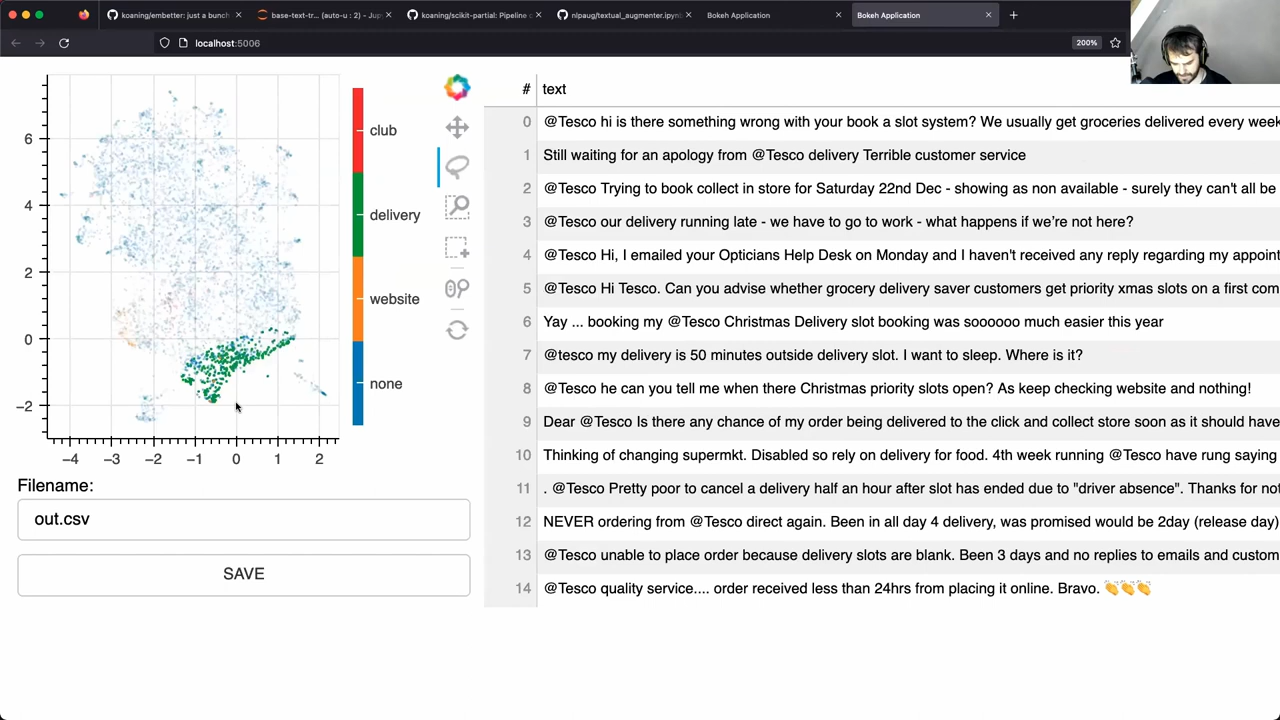 koaning/embetter: just a bunch
base-text-tr... (auto-u : 2) - Jup
koaning/scikit-partial: Pipeline
nlpaug/textual_augmenter.ipyn
Bokeh Application
Bokeh Application
localhost:5006
200%
6
4
2
0
−2
−4
−3
−2
−1
0
1
2
club
delivery
website
none
Filename:
out.csv
SAVE
# text
0 @Tesco hi is there something wrong with your book a slot system? We usually get groceries delivered every week
1 Still waiting for an apology from @Tesco delivery Terrible customer service
2 @Tesco Trying to book collect in store for Saturday 22nd Dec - showing as non available - surely they can't all be
3 @Tesco our delivery running late - we have to go to work - what happens if we're not here?
4 @Tesco Hi, I emailed your Opticians Help Desk on Monday and I haven't received any reply regarding my appoint
5 @Tesco Hi Tesco. Can you advise whether grocery delivery saver customers get priority xmas slots on a first com
6 Yay ... booking my @Tesco Christmas Delivery slot booking was soooooo much easier this year
7 @tesco my delivery is 50 minutes outside delivery slot. I want to sleep. Where is it?
8 @Tesco he can you tell me when there Christmas priority slots open? As keep checking website and nothing!
9 Dear @Tesco Is there any chance of my order being delivered to the click and collect store soon as it should have
10 Thinking of changing supermkt. Disabled so rely on delivery for food. 4th week running @Tesco have rung saying
11 . @Tesco Pretty poor to cancel a delivery half an hour after slot has ended due to "driver absence". Thanks for not
12 NEVER ordering from @Tesco direct again. Been in all day 4 delivery, was promised would be 2day (release day)
13 @Tesco unable to place order because delivery slots are blank. Been 3 days and no replies to emails and custom
14 @Tesco quality service.... order received less than 24hrs from placing it online. Bravo. 👏👏👏